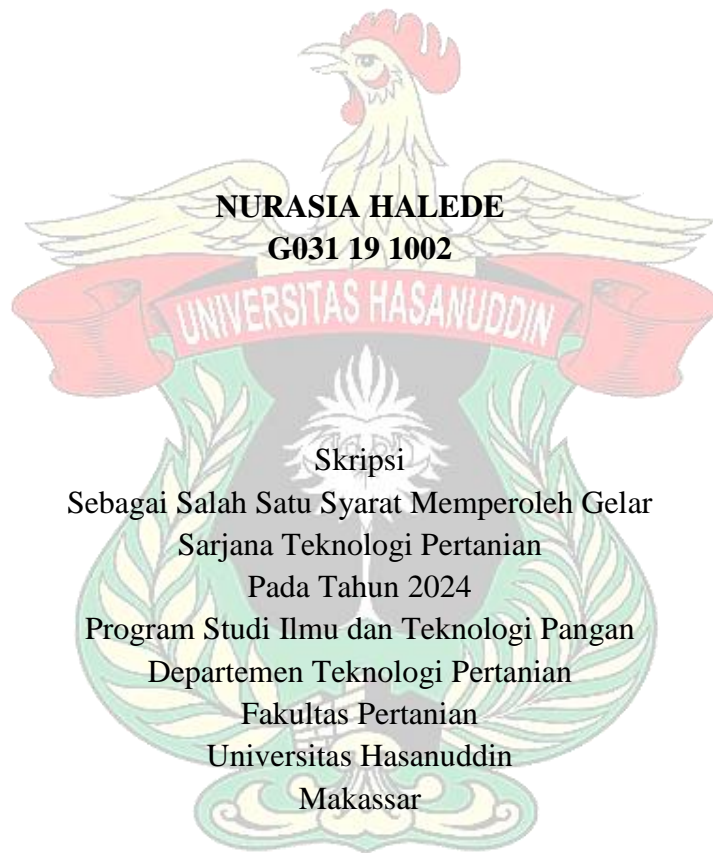 NURASIA HALEDE
G031 19 1002
UNIVERSITAS HASANUDDIN
Skripsi
Sebagai Salah Satu Syarat Memperoleh Gelar
Sarjana Teknologi Pertanian
Pada Tahun 2024
Program Studi Ilmu dan Teknologi Pangan
Departemen Teknologi Pertanian
Fakultas Pertanian
Universitas Hasanuddin
Makassar